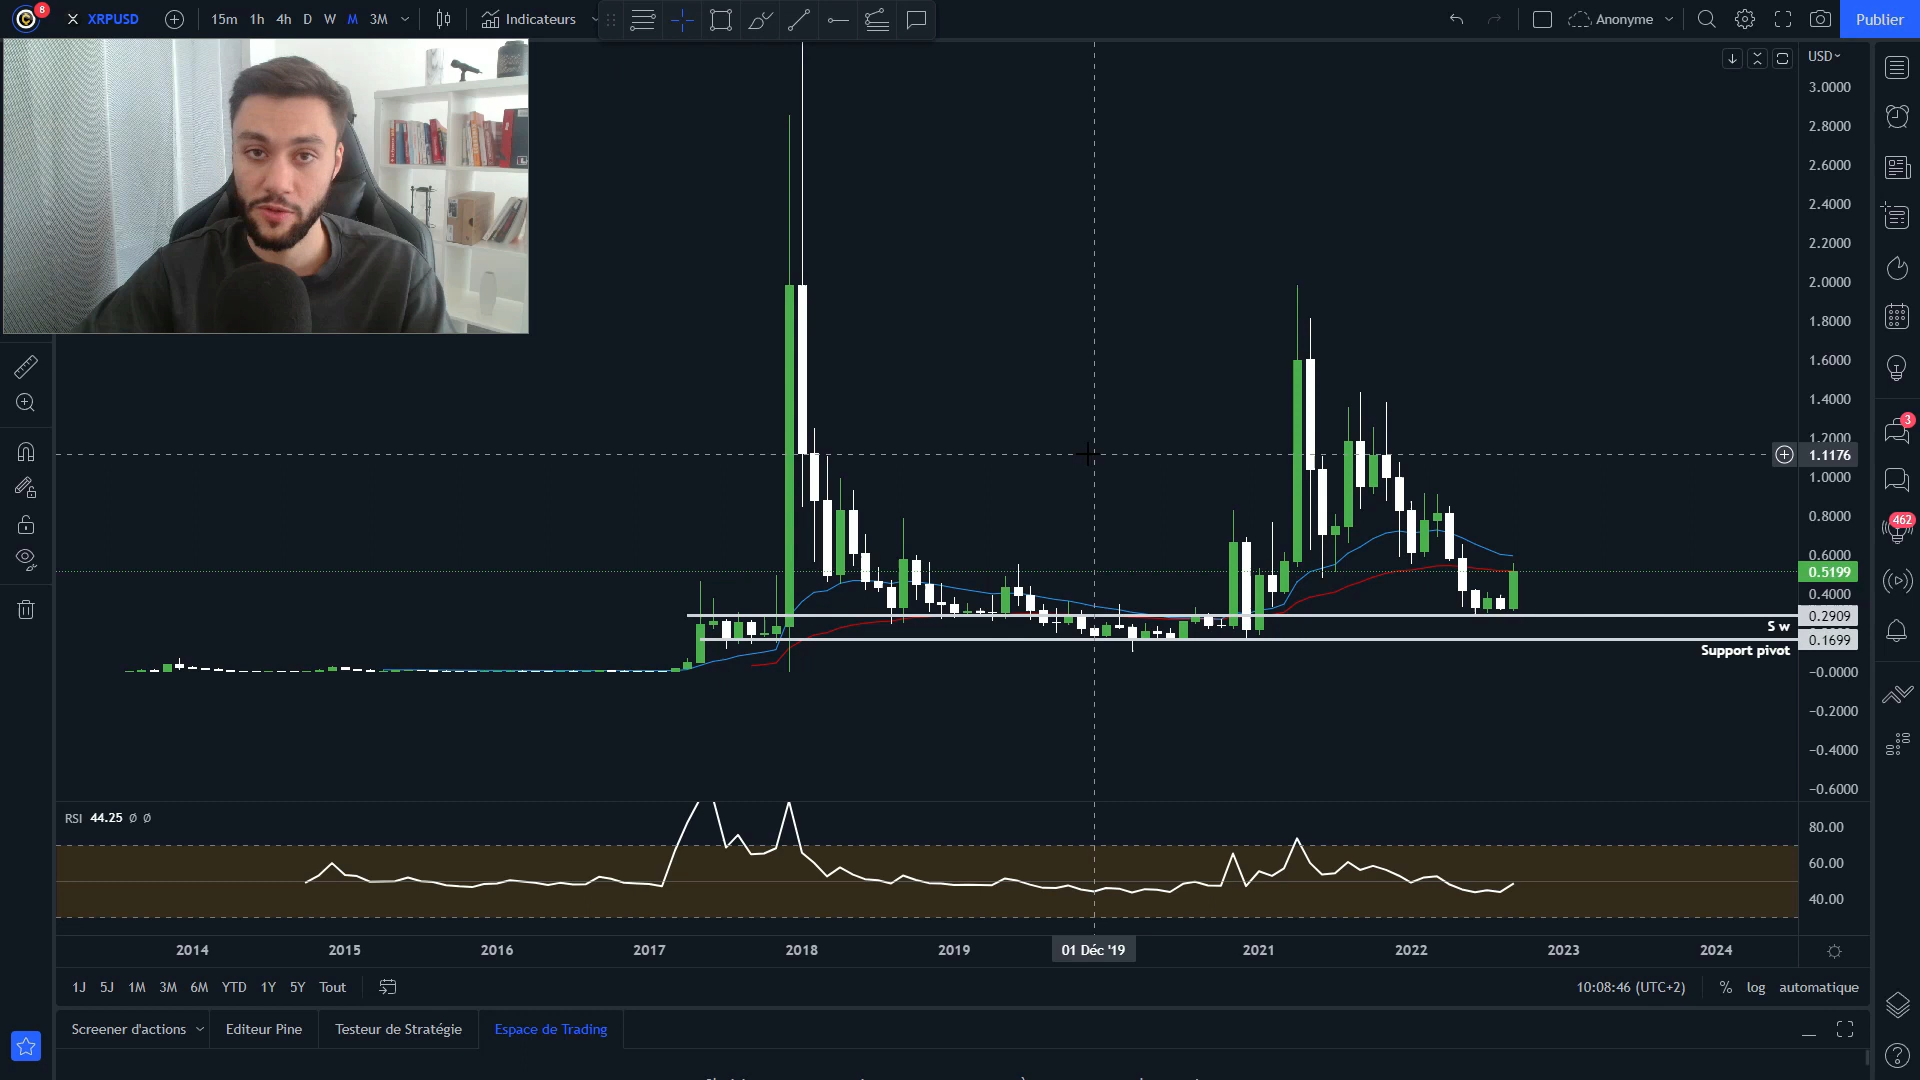 8
XRPUSD
15m 1h 4h D W M 3M
Indicateurs
Anonyme
Publier
USD
3.0000
2.8000
2.6000
2.4000
2.2000
2.0000
1.8000
1.6000
1.4000
1.2000
1.1176
1.0000
0.8000
0.6000
0.5199
0.4000
0.2909
S w
0.1699
Support pivot
−0.0000
−0.2000
−0.4000
−0.6000
3
462
RSI 44.25 Ø Ø
80.00
60.00
40.00
2014 2015 2016 2017 2018 2019 01 Déc '19 2021 2022 2023 2024
1J 5J 1M 3M 6M YTD 1Y 5Y Tout
10:08:46 (UTC+2) % log automatique
Screener d'actions Editeur Pine Testeur de Stratégie Espace de Trading